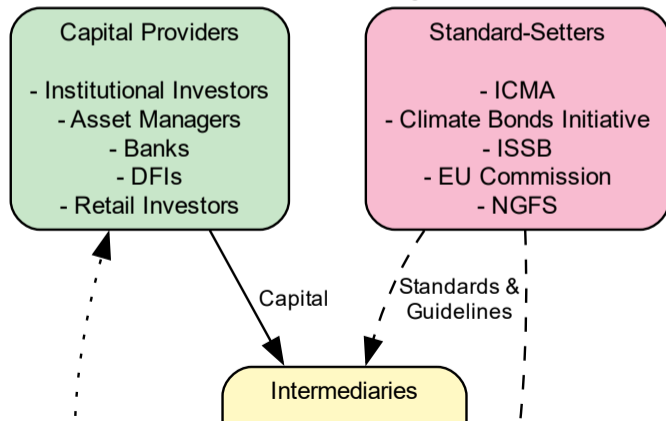 Capital Providers
- Institutional Investors
- Asset Managers
- Banks
- DFIs
- Retail Investors
Standard-Setters
- ICMA
- Climate Bonds Initiative
- ISSB
- EU Commission
- NGFS
Capital
Standards &
Guidelines
Intermediaries